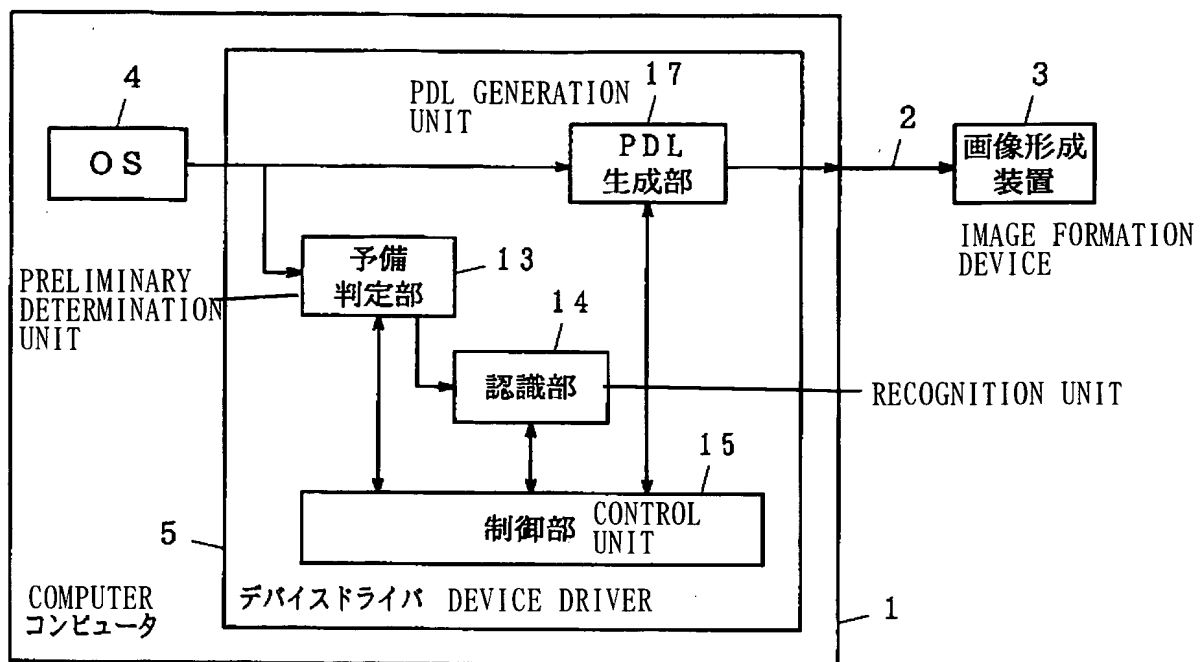 4
OS
PDL GENERATION
UNIT
17
PDL
生成部
2
3
画像形成
装置
IMAGE FORMATION
DEVICE
PRELIMINARY
DETERMINATION
UNIT
予備
判定部
13
14
認識部
RECOGNITION UNIT
15
制御部
CONTROL
UNIT
5
デバイスドライバ DEVICE DRIVER
COMPUTER
コンピュータ
1